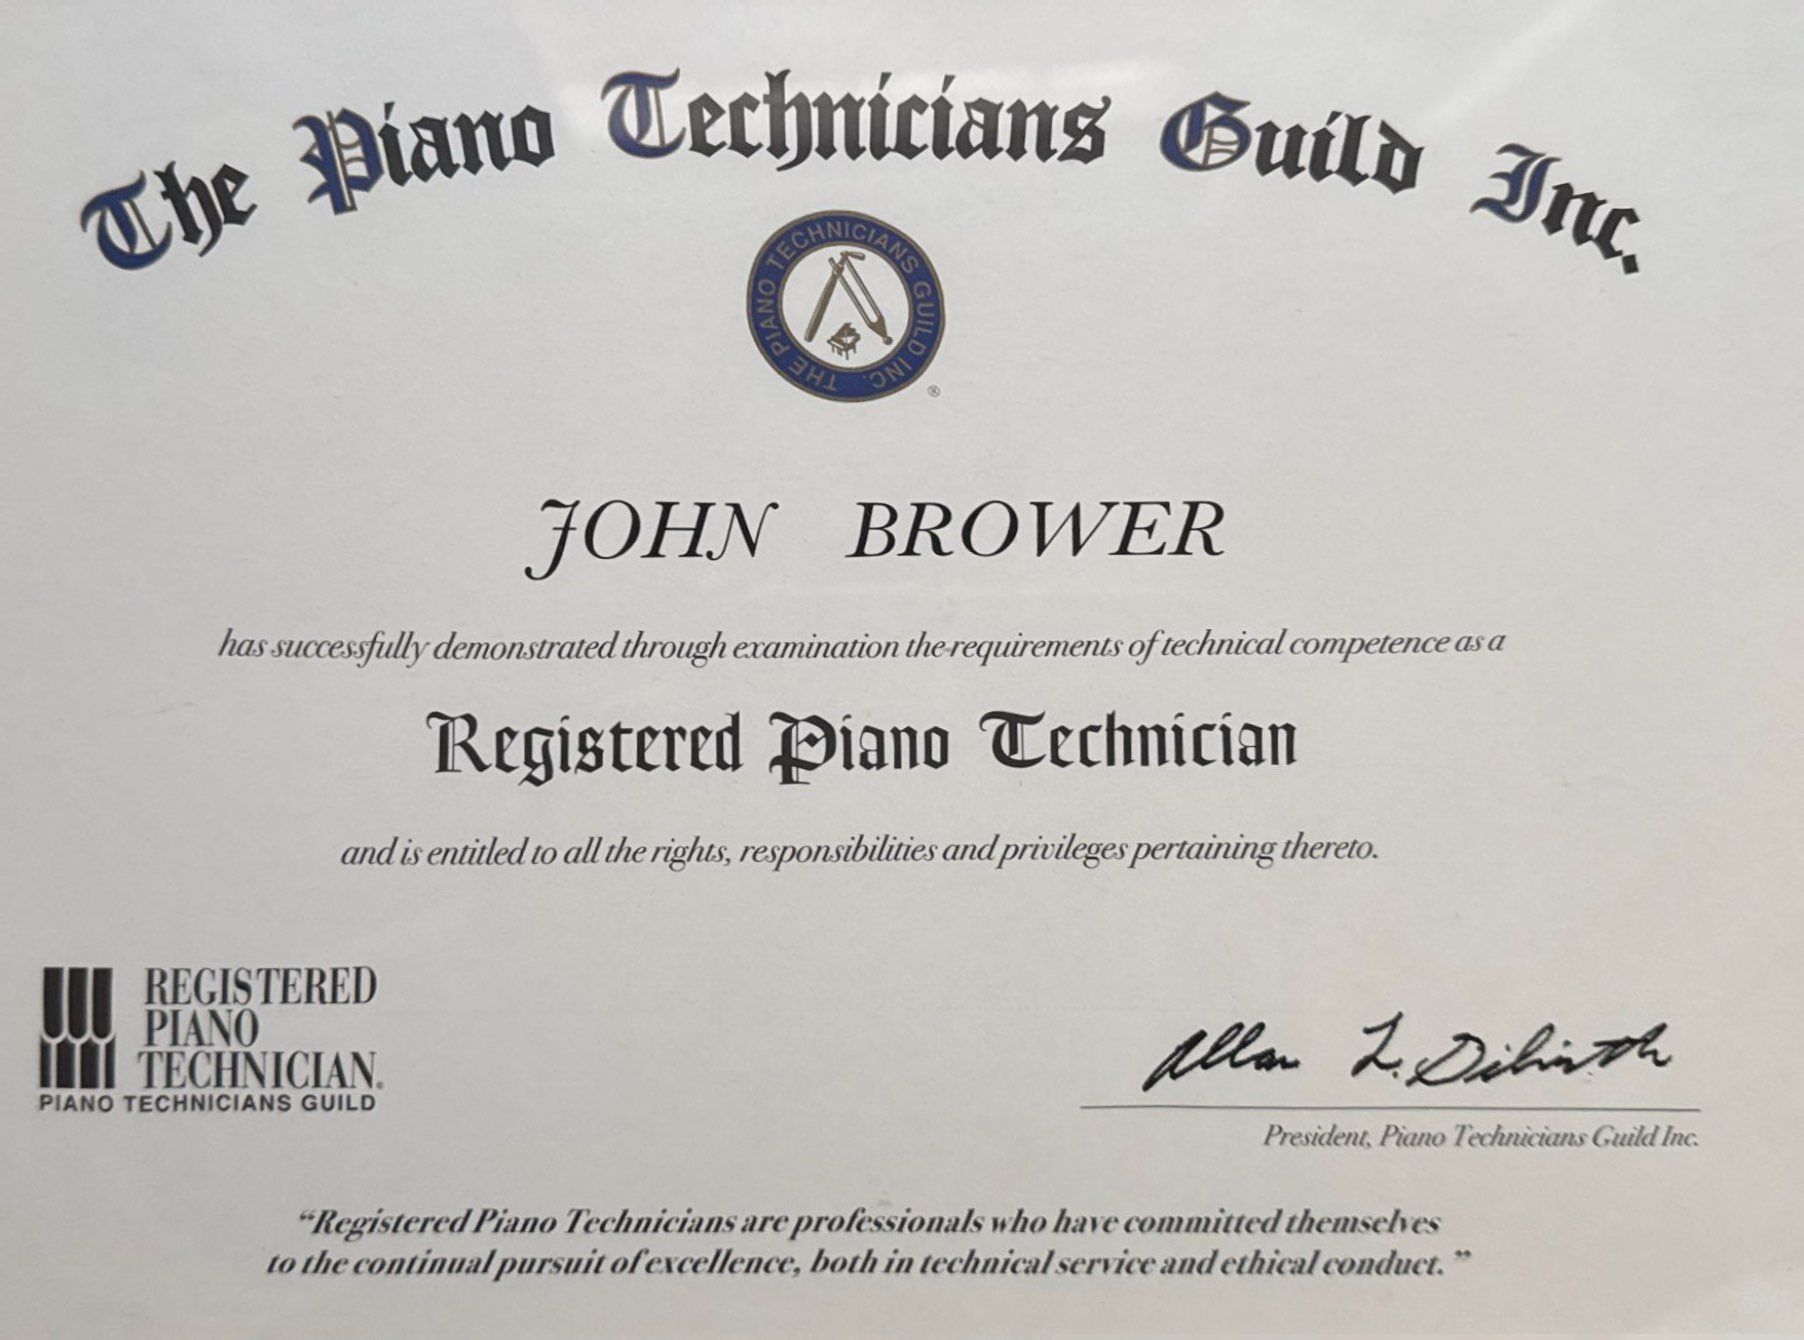 The Piano Technicians Guild Inc.
THE PIANO TECHNICIANS GUILD INC.
®
JOHN BROWER
has successfully demonstrated through examination the requirements of technical competence as a
Registered Piano Technician
and is entitled to all the rights, responsibilities and privileges pertaining thereto.
REGISTERED
PIANO
TECHNICIAN®
PIANO TECHNICIANS GUILD
Allan L.
President, Piano Technicians Guild Inc.
“Registered Piano Technicians are professionals who have committed themselves
to the continual pursuit of excellence, both in technical service and ethical conduct.”